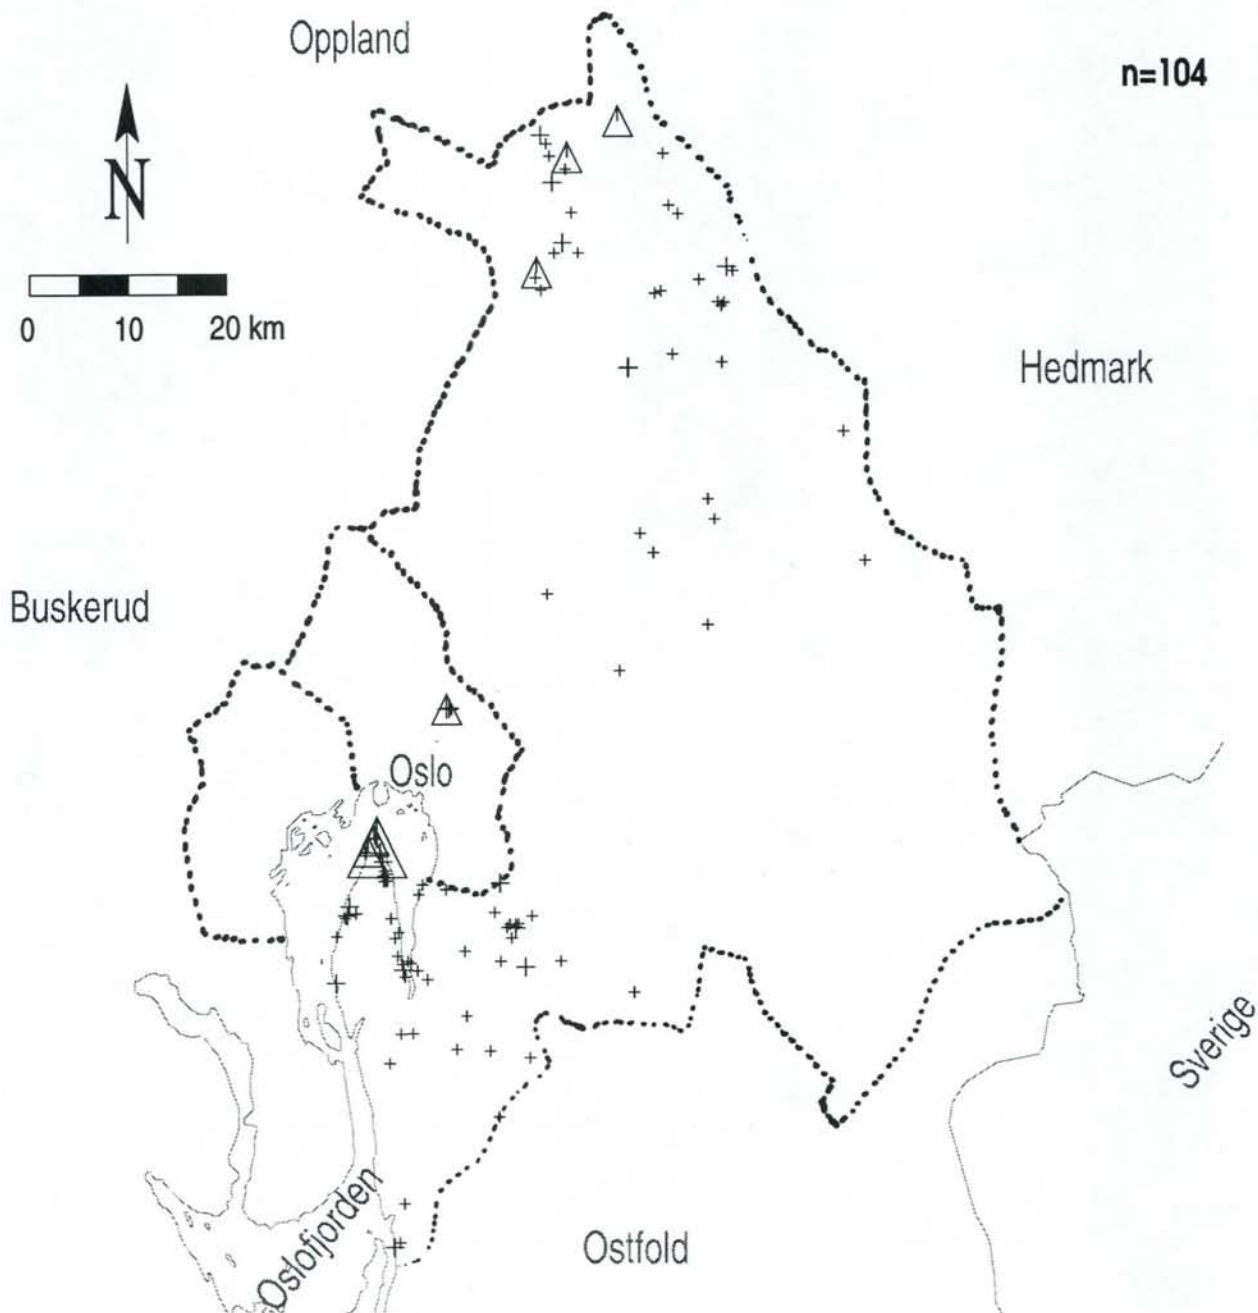 Oppland
n=104
N
0 10 20 km
Hedmark
Buskerud
Oslo
Sverige
Oslofjorden
Ostfold